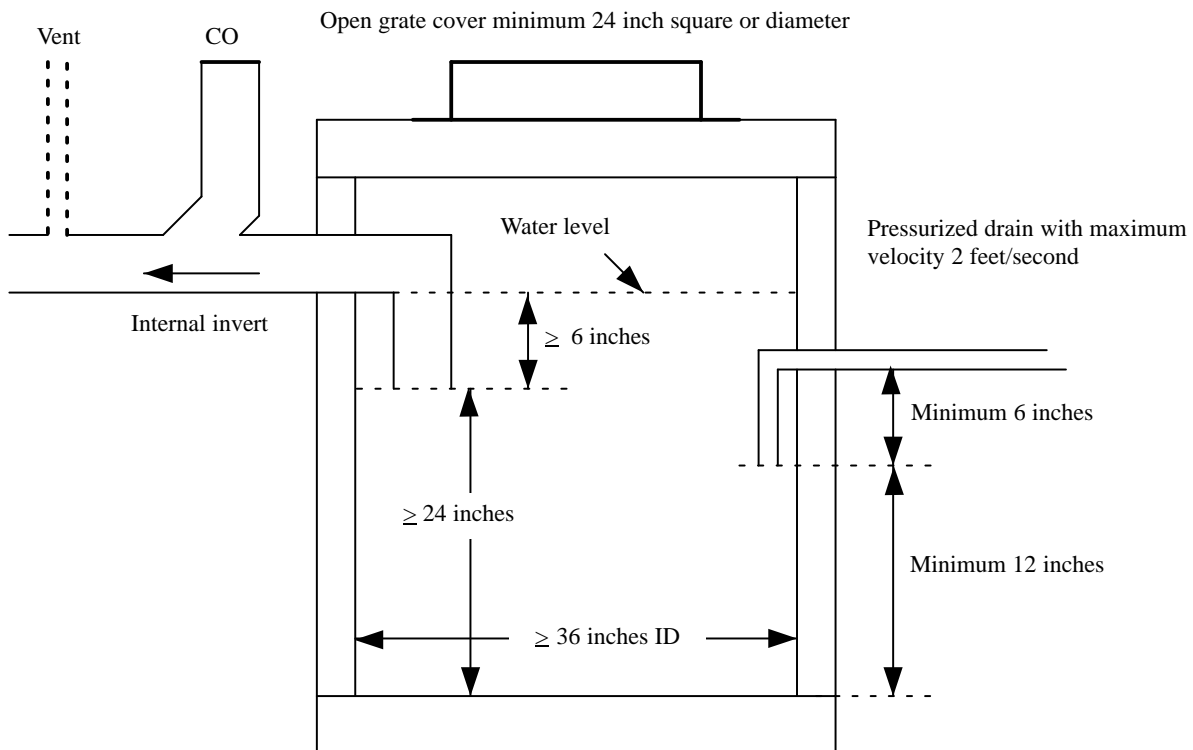 Open grate cover minimum 24 inch square or diameter
Vent
CO
Water level
Pressurized drain with maximum
velocity 2 feet/second
Internal invert
≥ 6 inches
Minimum 6 inches
≥ 24 inches
Minimum 12 inches
≥ 36 inches ID